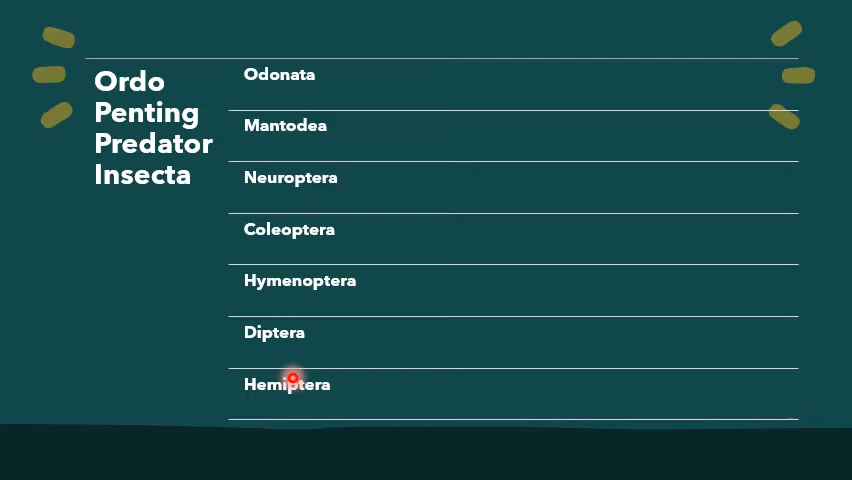 Ordo
Penting
Predator
Insecta
Odonata
Mantodea
Neuroptera
Coleoptera
Hymenoptera
Diptera
Hemiptera